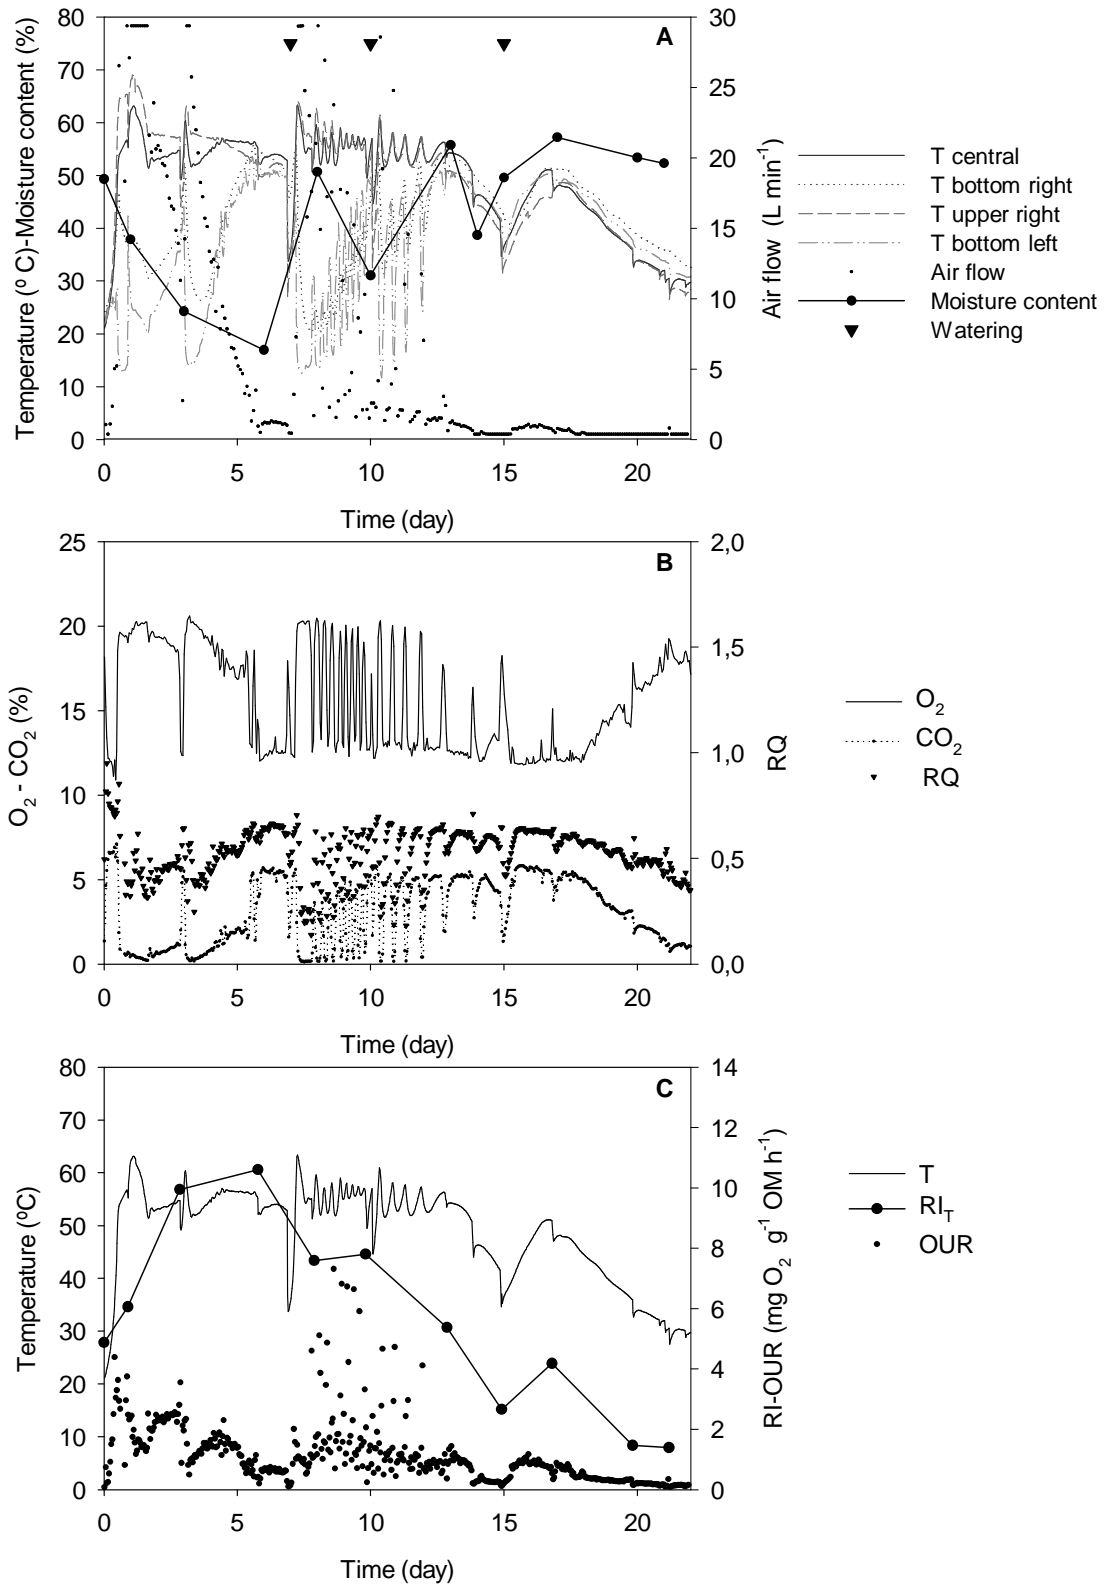 A
80
70
60
50
40
30
20
10
0
Temperature (º C)-Moisture content (%)
30
25
20
15
10
5
0
Air flow (L min⁻¹)
0 5 10 15 20
Time (day)
T central
T bottom right
T upper right
T bottom left
Air flow
Moisture content
Watering
B
25
20
15
10
5
0
O₂ - CO₂ (%)
2,0
1,5
1,0
0,5
0,0
RQ
0 5 10 15 20
Time (day)
O₂
CO₂
RQ
C
80
70
60
50
40
30
20
10
0
Temperature (ºC)
14
12
10
8
6
4
2
0
RI-OUR (mg O₂ g⁻¹ OM h⁻¹)
0 5 10 15 20
Time (day)
T
RI_T
OUR